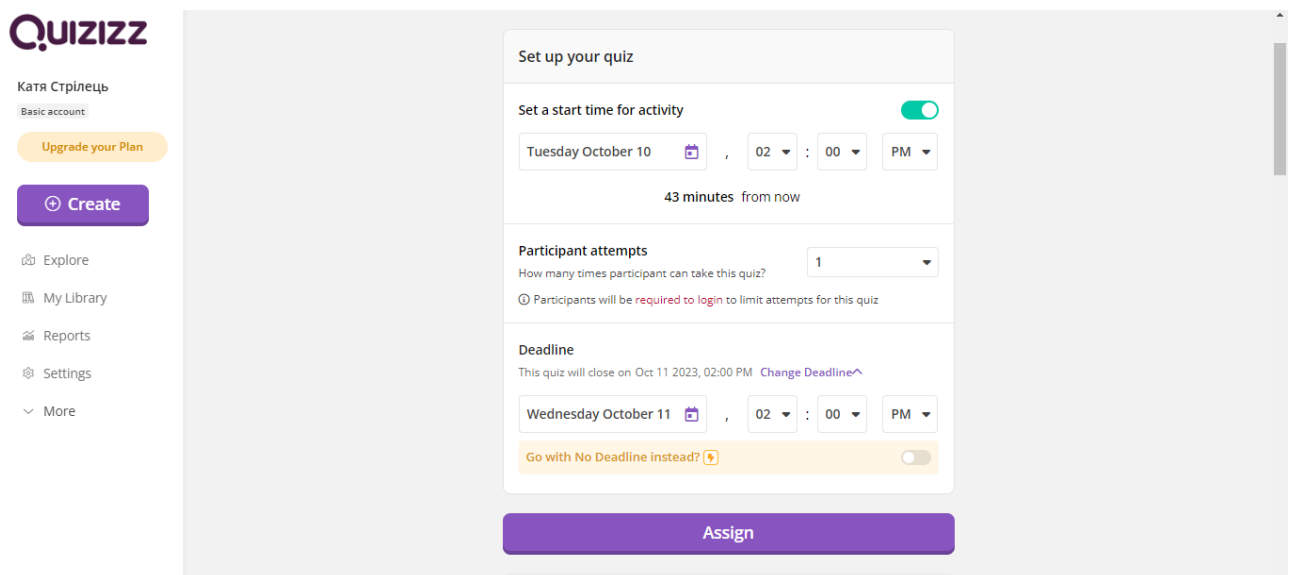 QUIZIZZ
Катя Стрілець
Basic account
Upgrade your Plan
Create
Explore
My Library
Reports
Settings
More
Set up your quiz
Set a start time for activity
Tuesday October 10 , 02 : 00 PM
43 minutes from now
Participant attempts
How many times participant can take this quiz?
1
Participants will be required to login to limit attempts for this quiz
Deadline
This quiz will close on Oct 11 2023, 02:00 PM Change Deadline
Wednesday October 11 , 02 : 00 PM
Go with No Deadline instead?
Assign